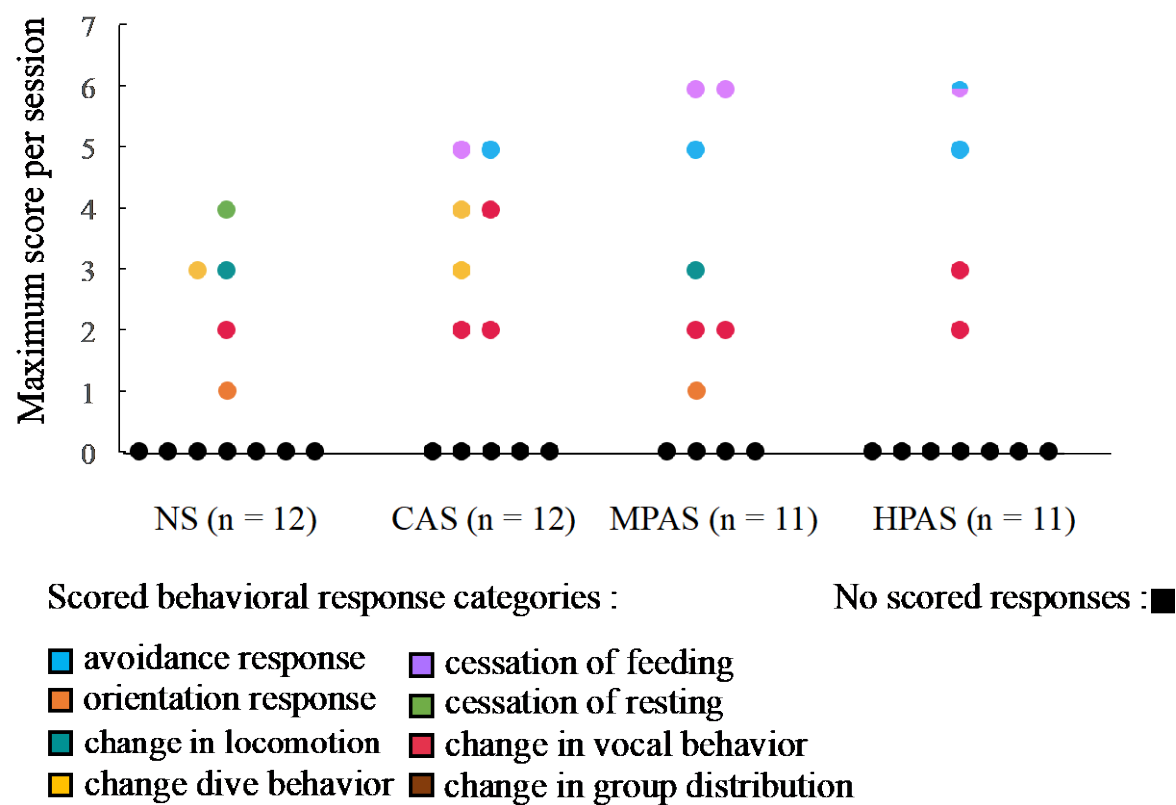 Maximum score per session
7
6
5
4
3
2
1
0
NS (n = 12) CAS (n = 12) MPAS (n = 11) HPAS (n = 11)
Scored behavioral response categories : No scored responses :
avoidance response cessation of feeding
orientation response cessation of resting
change in locomotion change in vocal behavior
change dive behavior change in group distribution